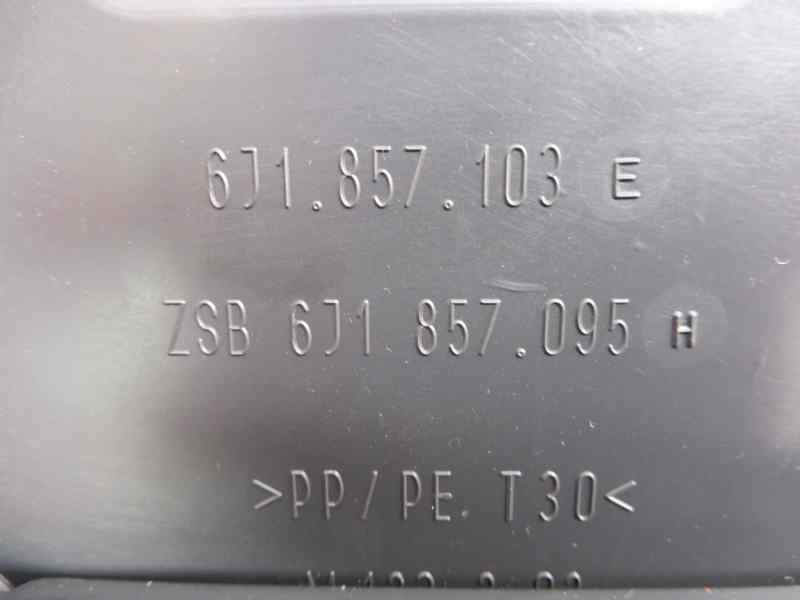 6J1.857.103 E
ZSB 6J1 857.095 H
>PP/PE. T30<